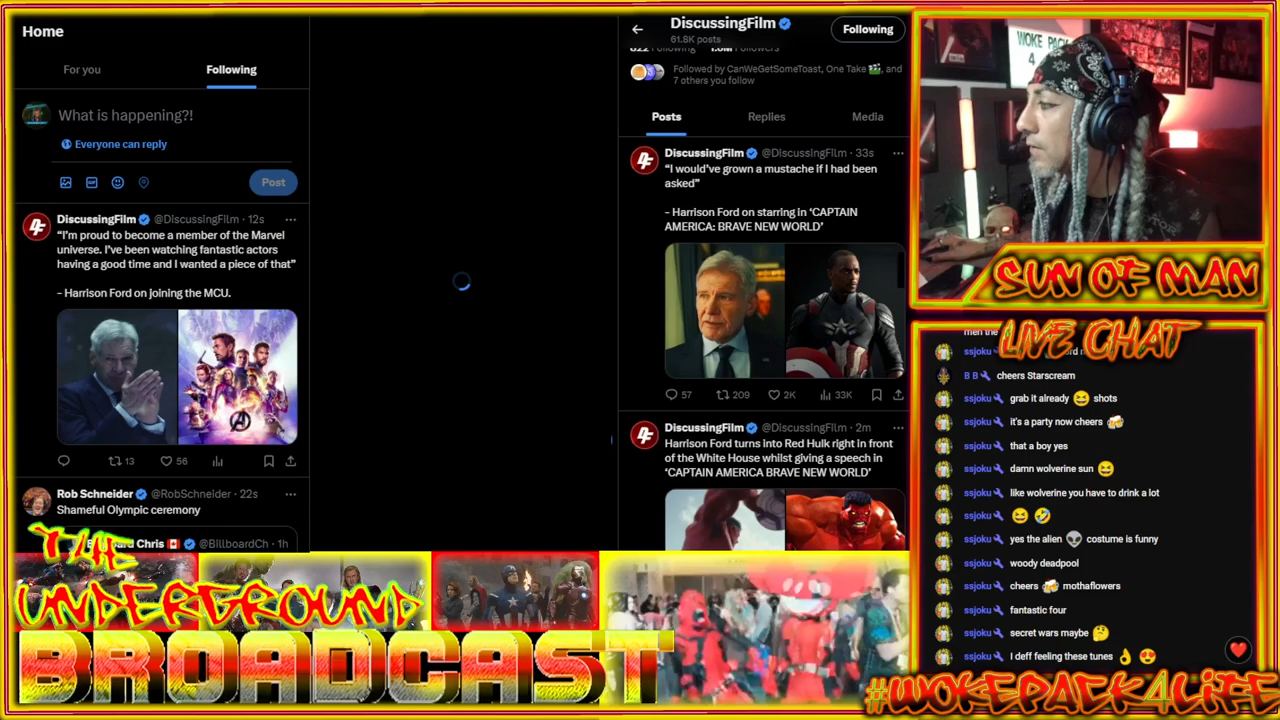 Home
For you
Following
What is happening?!
Everyone can reply
Post
DiscussingFilm @DiscussingFilm · 12s
“I’m proud to become a member of the Marvel
universe. I’ve been watching fantastic actors
having a good time and I wanted a piece of that”
– Harrison Ford on joining the MCU.
13
56
Rob Schneider @RobSchneider · 22s
Shameful Olympic ceremony
Chris @BillboardCh · 1h
DiscussingFilm
61.8K posts
Following
Followed by CanWeGetSomeToast, One Take , and
7 others you follow
Posts
Replies
Media
DiscussingFilm @DiscussingFilm · 33s
“I would’ve grown a mustache if I had been
asked”
– Harrison Ford on starring in ‘CAPTAIN
AMERICA: BRAVE NEW WORLD’
57
209
2K
33K
DiscussingFilm @DiscussingFilm · 2m
Harrison Ford turns into Red Hulk right in front
of the White House whilst giving a speech in
‘CAPTAIN AMERICA BRAVE NEW WORLD’
WOKE PACK
4
SUN OF MAN
LIVE CHAT
men the
ssjoku
B B cheers Starscream
ssjoku grab it already 😆 shots
ssjoku it's a party now cheers 🍻
ssjoku that a boy yes
ssjoku damn wolverine sun 😆
ssjoku like wolverine you have to drink a lot
ssjoku 😆 🤣
ssjoku yes the alien 👽 costume is funny
ssjoku woody deadpool
ssjoku cheers 🍻 mothaflowers
ssjoku fantastic four
ssjoku secret wars maybe 🤔
ssjoku I deff feeling these tunes 👌 😍
THE
UNDERGROUND
BROADCAST
#WOKEPACK4LIFE